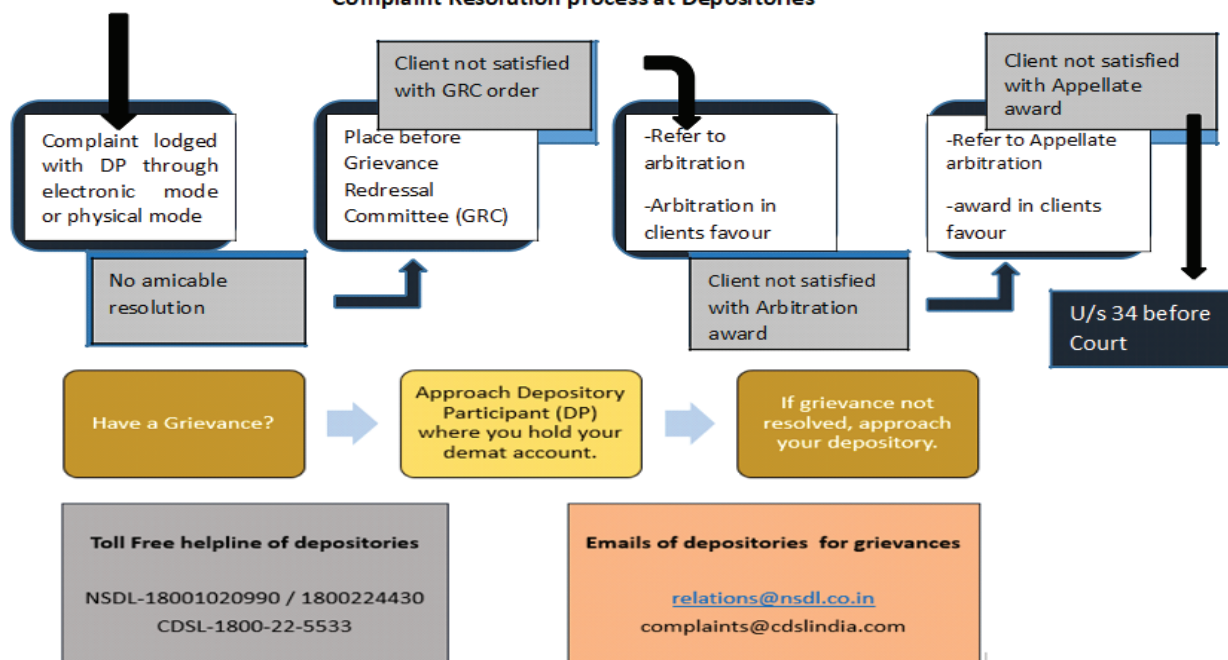 Complaint Resolution process at Depositories
Complaint lodged
with DP through
electronic mode
or physical mode
No amicable
resolution
Place before
Grievance
Redressal
Committee (GRC)
Client not satisfied
with GRC order
-Refer to
arbitration
-Arbitration in
clients favour
Client not satisfied
with Arbitration
award
-Refer to Appellate
arbitration
-award in clients
favour
Client not satisfied
with Appellate
award
U/s 34 before
Court
Have a Grievance?
Approach Depository
Participant (DP)
where you hold your
demat account.
If grievance not
resolved, approach
your depository.
Toll Free helpline of depositories
NSDL-18001020990 / 1800224430
CDSL-1800-22-5533
Emails of depositories for grievances
relations@nsdl.co.in
complaints@cdslindia.com